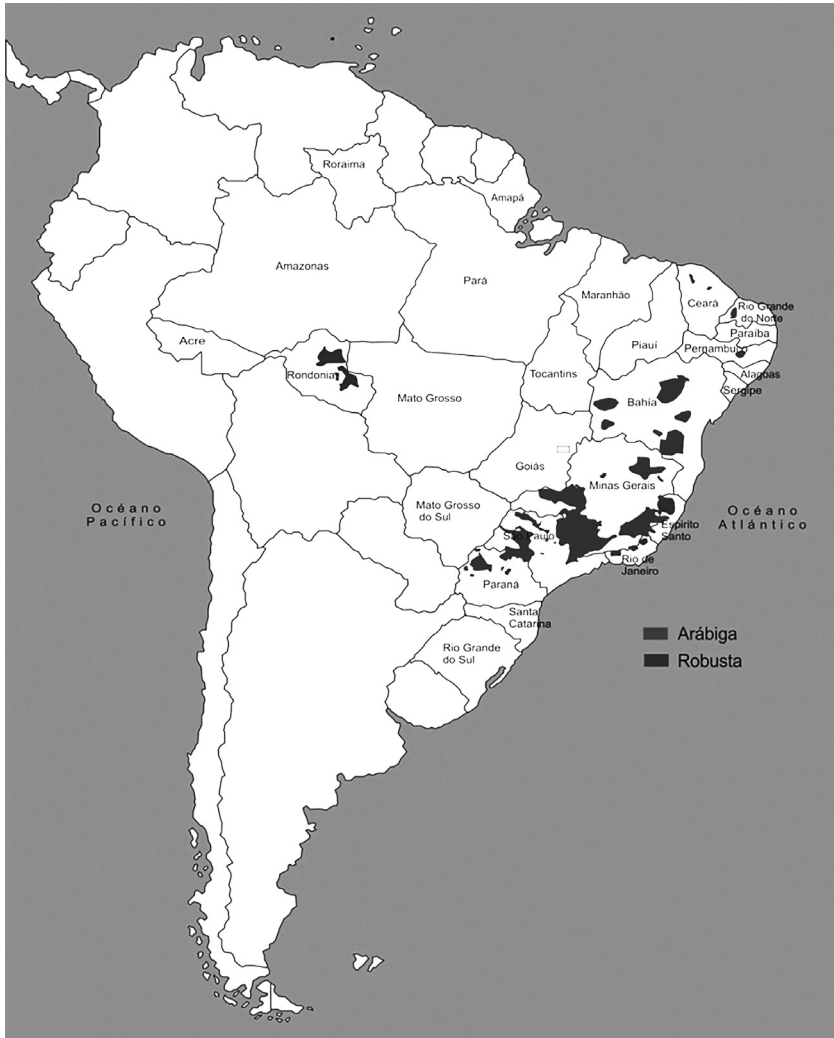 Roraima
Amapá
Amazonas
Pará
Maranhão
Ceará
Rio Grande
do Norte
Paraíba
Piauí
Pernambuco
Acre
Rondonia
Tocantins
Alagoas
Sergipe
Mato Grosso
Bahía
Goiás
Minas Gerais
Mato Grosso
do Sul
Océano
Pacífico
Océano
Atlántico
Espirito
Santo
São Paulo
Rio de
Janeiro
Paraná
Santa
Catarina
Rio Grande
do Sul
Arábiga
Robusta